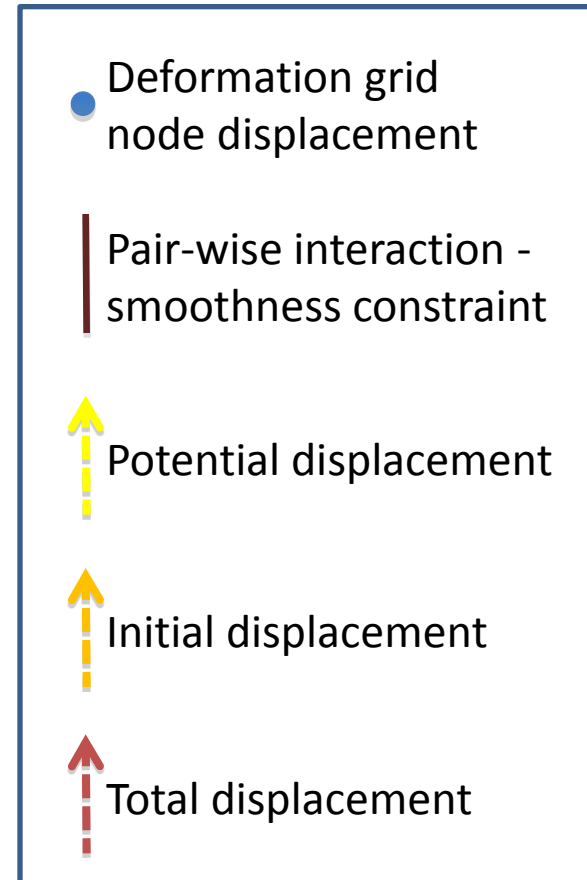 Deformation grid
node displacement
Pair-wise interaction -
smoothness constraint
Potential displacement
Initial displacement
Total displacement